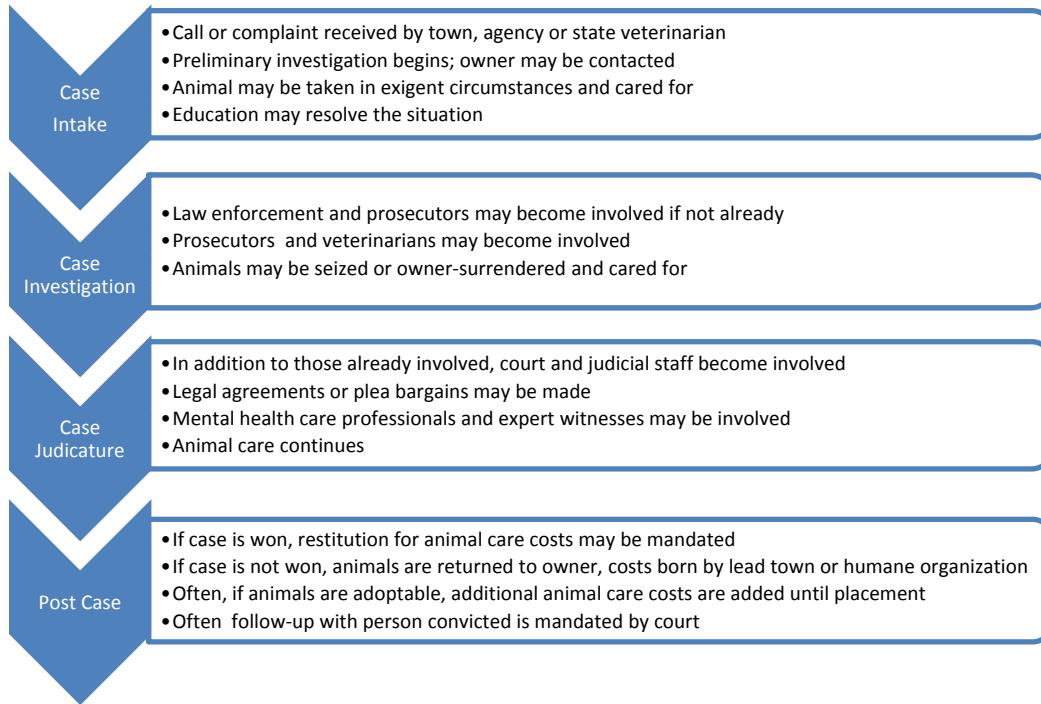 Case
Intake
•Call or complaint received by town, agency or state veterinarian
•Preliminary investigation begins; owner may be contacted
•Animal may be taken in exigent circumstances and cared for
•Education may resolve the situation
Case
Investigation
•Law enforcement and prosecutors may become involved if not already
•Prosecutors and veterinarians may become involved
•Animals may be seized or owner-surrendered and cared for
Case
Judicature
•In addition to those already involved, court and judicial staff become involved
•Legal agreements or plea bargains may be made
•Mental health care professionals and expert witnesses may be involved
•Animal care continues
Post Case
•If case is won, restitution for animal care costs may be mandated
•If case is not won, animals are returned to owner, costs born by lead town or humane organization
•Often, if animals are adoptable, additional animal care costs are added until placement
•Often follow-up with person convicted is mandated by court